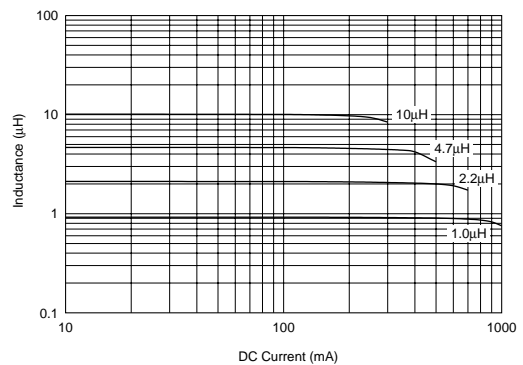 100
10
1
0.1
Inductance (μH)
10μH
4.7μH
2.2μH
1.0μH
10
100
1000
DC Current (mA)